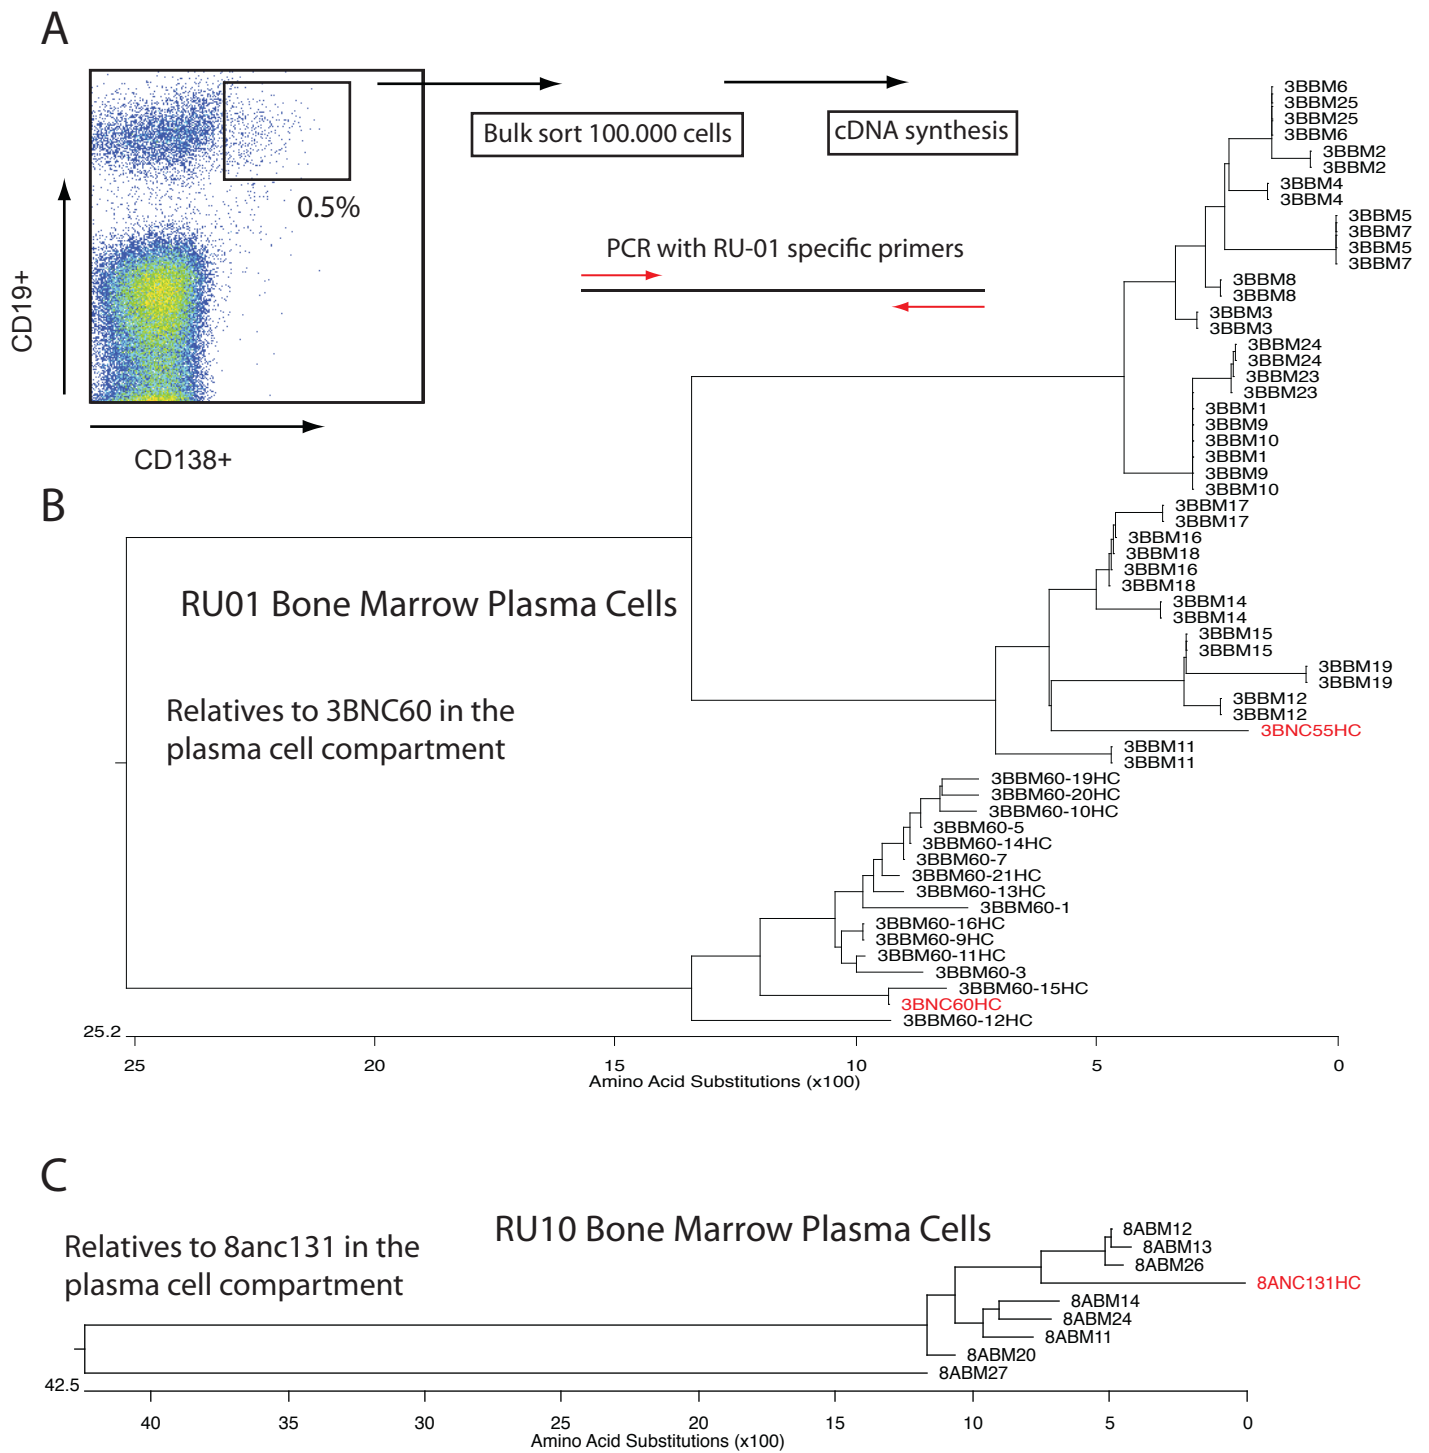 A
Bulk sort 100.000 cells
cDNA synthesis
0.5%
PCR with RU-01 specific primers
CD19+
CD138+
B
RU01 Bone Marrow Plasma Cells
Relatives to 3BNC60 in the
plasma cell compartment
3BBM6
3BBM25
3BBM25
3BBM6
3BBM2
3BBM2
3BBM4
3BBM4
3BBM5
3BBM7
3BBM5
3BBM7
3BBM8
3BBM8
3BBM3
3BBM3
3BBM24
3BBM24
3BBM23
3BBM23
3BBM1
3BBM9
3BBM10
3BBM1
3BBM9
3BBM10
3BBM17
3BBM17
3BBM16
3BBM18
3BBM16
3BBM18
3BBM14
3BBM14
3BBM15
3BBM15
3BBM19
3BBM19
3BBM12
3BBM12
3BNC55HC
3BBM11
3BBM11
3BBM60-19HC
3BBM60-20HC
3BBM60-10HC
3BBM60-5
3BBM60-14HC
3BBM60-7
3BBM60-21HC
3BBM60-13HC
3BBM60-1
3BBM60-16HC
3BBM60-9HC
3BBM60-11HC
3BBM60-3
3BBM60-15HC
3BNC60HC
3BBM60-12HC
25.2
25 20 15 10 5 0
Amino Acid Substitutions (x100)
C
Relatives to 8anc131 in the
plasma cell compartment
RU10 Bone Marrow Plasma Cells
8ABM12
8ABM13
8ABM26
8ANC131HC
8ABM14
8ABM24
8ABM11
8ABM20
8ABM27
42.5
40 35 30 25 20 15 10 5 0
Amino Acid Substitutions (x100)